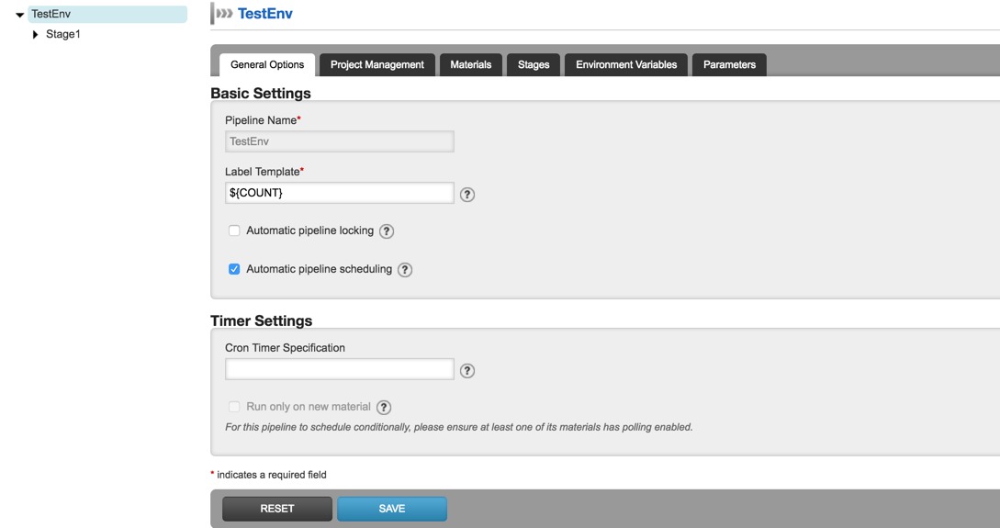 TestEnv
Stage1
TestEnv
General Options Project Management Materials Stages Environment Variables Parameters
Basic Settings
Pipeline Name*
TestEnv
Label Template*
${COUNT} ?
Automatic pipeline locking ?
Automatic pipeline scheduling ?
Timer Settings
Cron Timer Specification
?
Run only on new material ?
For this pipeline to schedule conditionally, please ensure at least one of its materials has polling enabled.
* indicates a required field
RESET SAVE